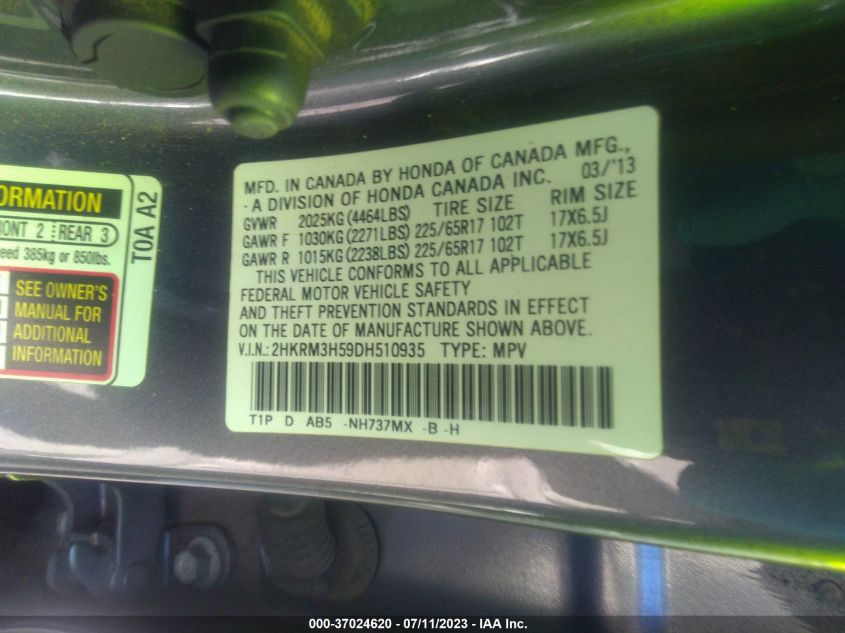 ORMATION
RONT 2 REAR 3
eed 385kg or 850lbs.
SEE OWNER'S
MANUAL FOR
ADDITIONAL
INFORMATION
T0A A2
MFD. IN CANADA BY HONDA OF CANADA MFG.,
- A DIVISION OF HONDA CANADA INC. 03/'13
GVWR 2025KG(4464LBS) TIRE SIZE RIM SIZE
GAWR F 1030KG(2271LBS) 225/65R17 102T 17X6.5J
GAWR R 1015KG(2238LBS) 225/65R17 102T 17X6.5J
THIS VEHICLE CONFORMS TO ALL APPLICABLE
FEDERAL MOTOR VEHICLE SAFETY
AND THEFT PREVENTION STANDARDS IN EFFECT
ON THE DATE OF MANUFACTURE SHOWN ABOVE.
V.I.N.: 2HKRM3H59DH510935 TYPE: MPV
T1P D AB5 -NH737MX -B -H
000-37024620 - 07/11/2023 - IAA Inc.